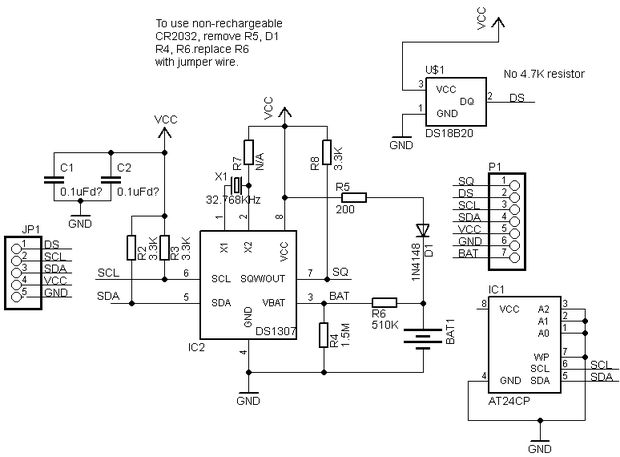 To use non-rechargeable
CR2032, remove R5, D1
R4, R6.replace R6
with jumper wire.
VCC
U$1
3
VCC
DQ
2
DS
1
GND
DS18B20
GND
No 4.7K resistor
VCC
VCC
C1
0.1uFd?
C2
0.1uFd?
GND
R7
N/A
R8
3.3K
X1
32.768KHz
R5
200
1N4148
D1
P1
SQ
1
DS
2
SCL
3
SDA
4
VCC
5
GND
6
BAT
7
JP1
1
DS
2
SCL
3
SDA
4
VCC
5
GND
R2
3.3K
R3
3.3K
1
2
8
X1
X2
VCC
SCL
6
SCL
SQW/OUT
7
SQ
SDA
5
SDA
VBAT
3
BAT
GND
DS1307
IC2
4
R4
1.5M
R6
510K
BAT1
GND
IC1
8
VCC
A2
3
A1
2
A0
1
WP
7
SCL
6
SCL
4
GND
SDA
5
SDA
AT24CP
GND